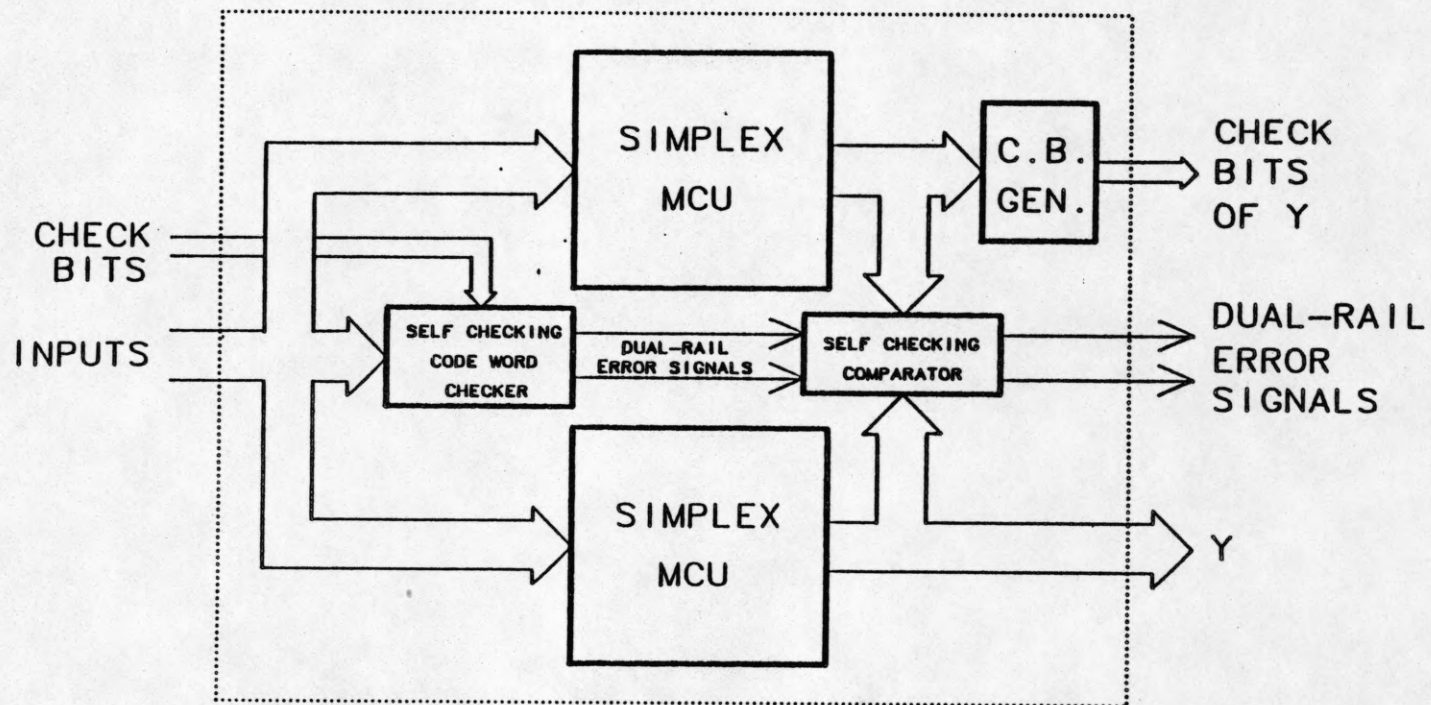 SIMPLEX
MCU
C.B.
GEN.
CHECK
BITS
OF Y
CHECK
BITS
INPUTS
SELF CHECKING
CODE WORD
CHECKER
DUAL-RAIL
ERROR SIGNALS
SELF CHECKING
COMPARATOR
DUAL-RAIL
ERROR
SIGNALS
SIMPLEX
MCU
Y